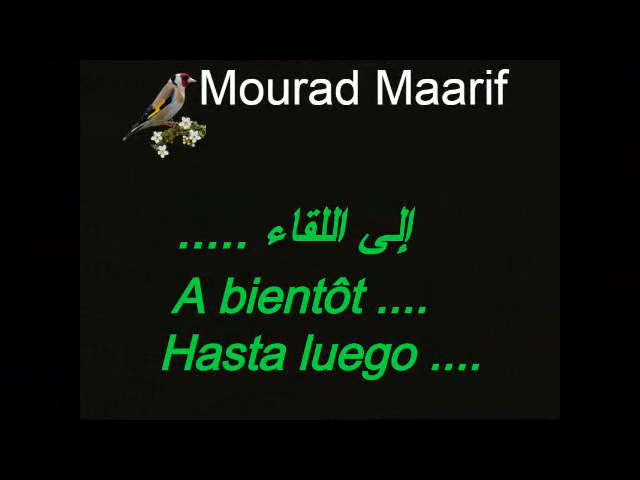 Mourad Maarif
إلى اللقاء .....
A bientôt ....
Hasta luego ....